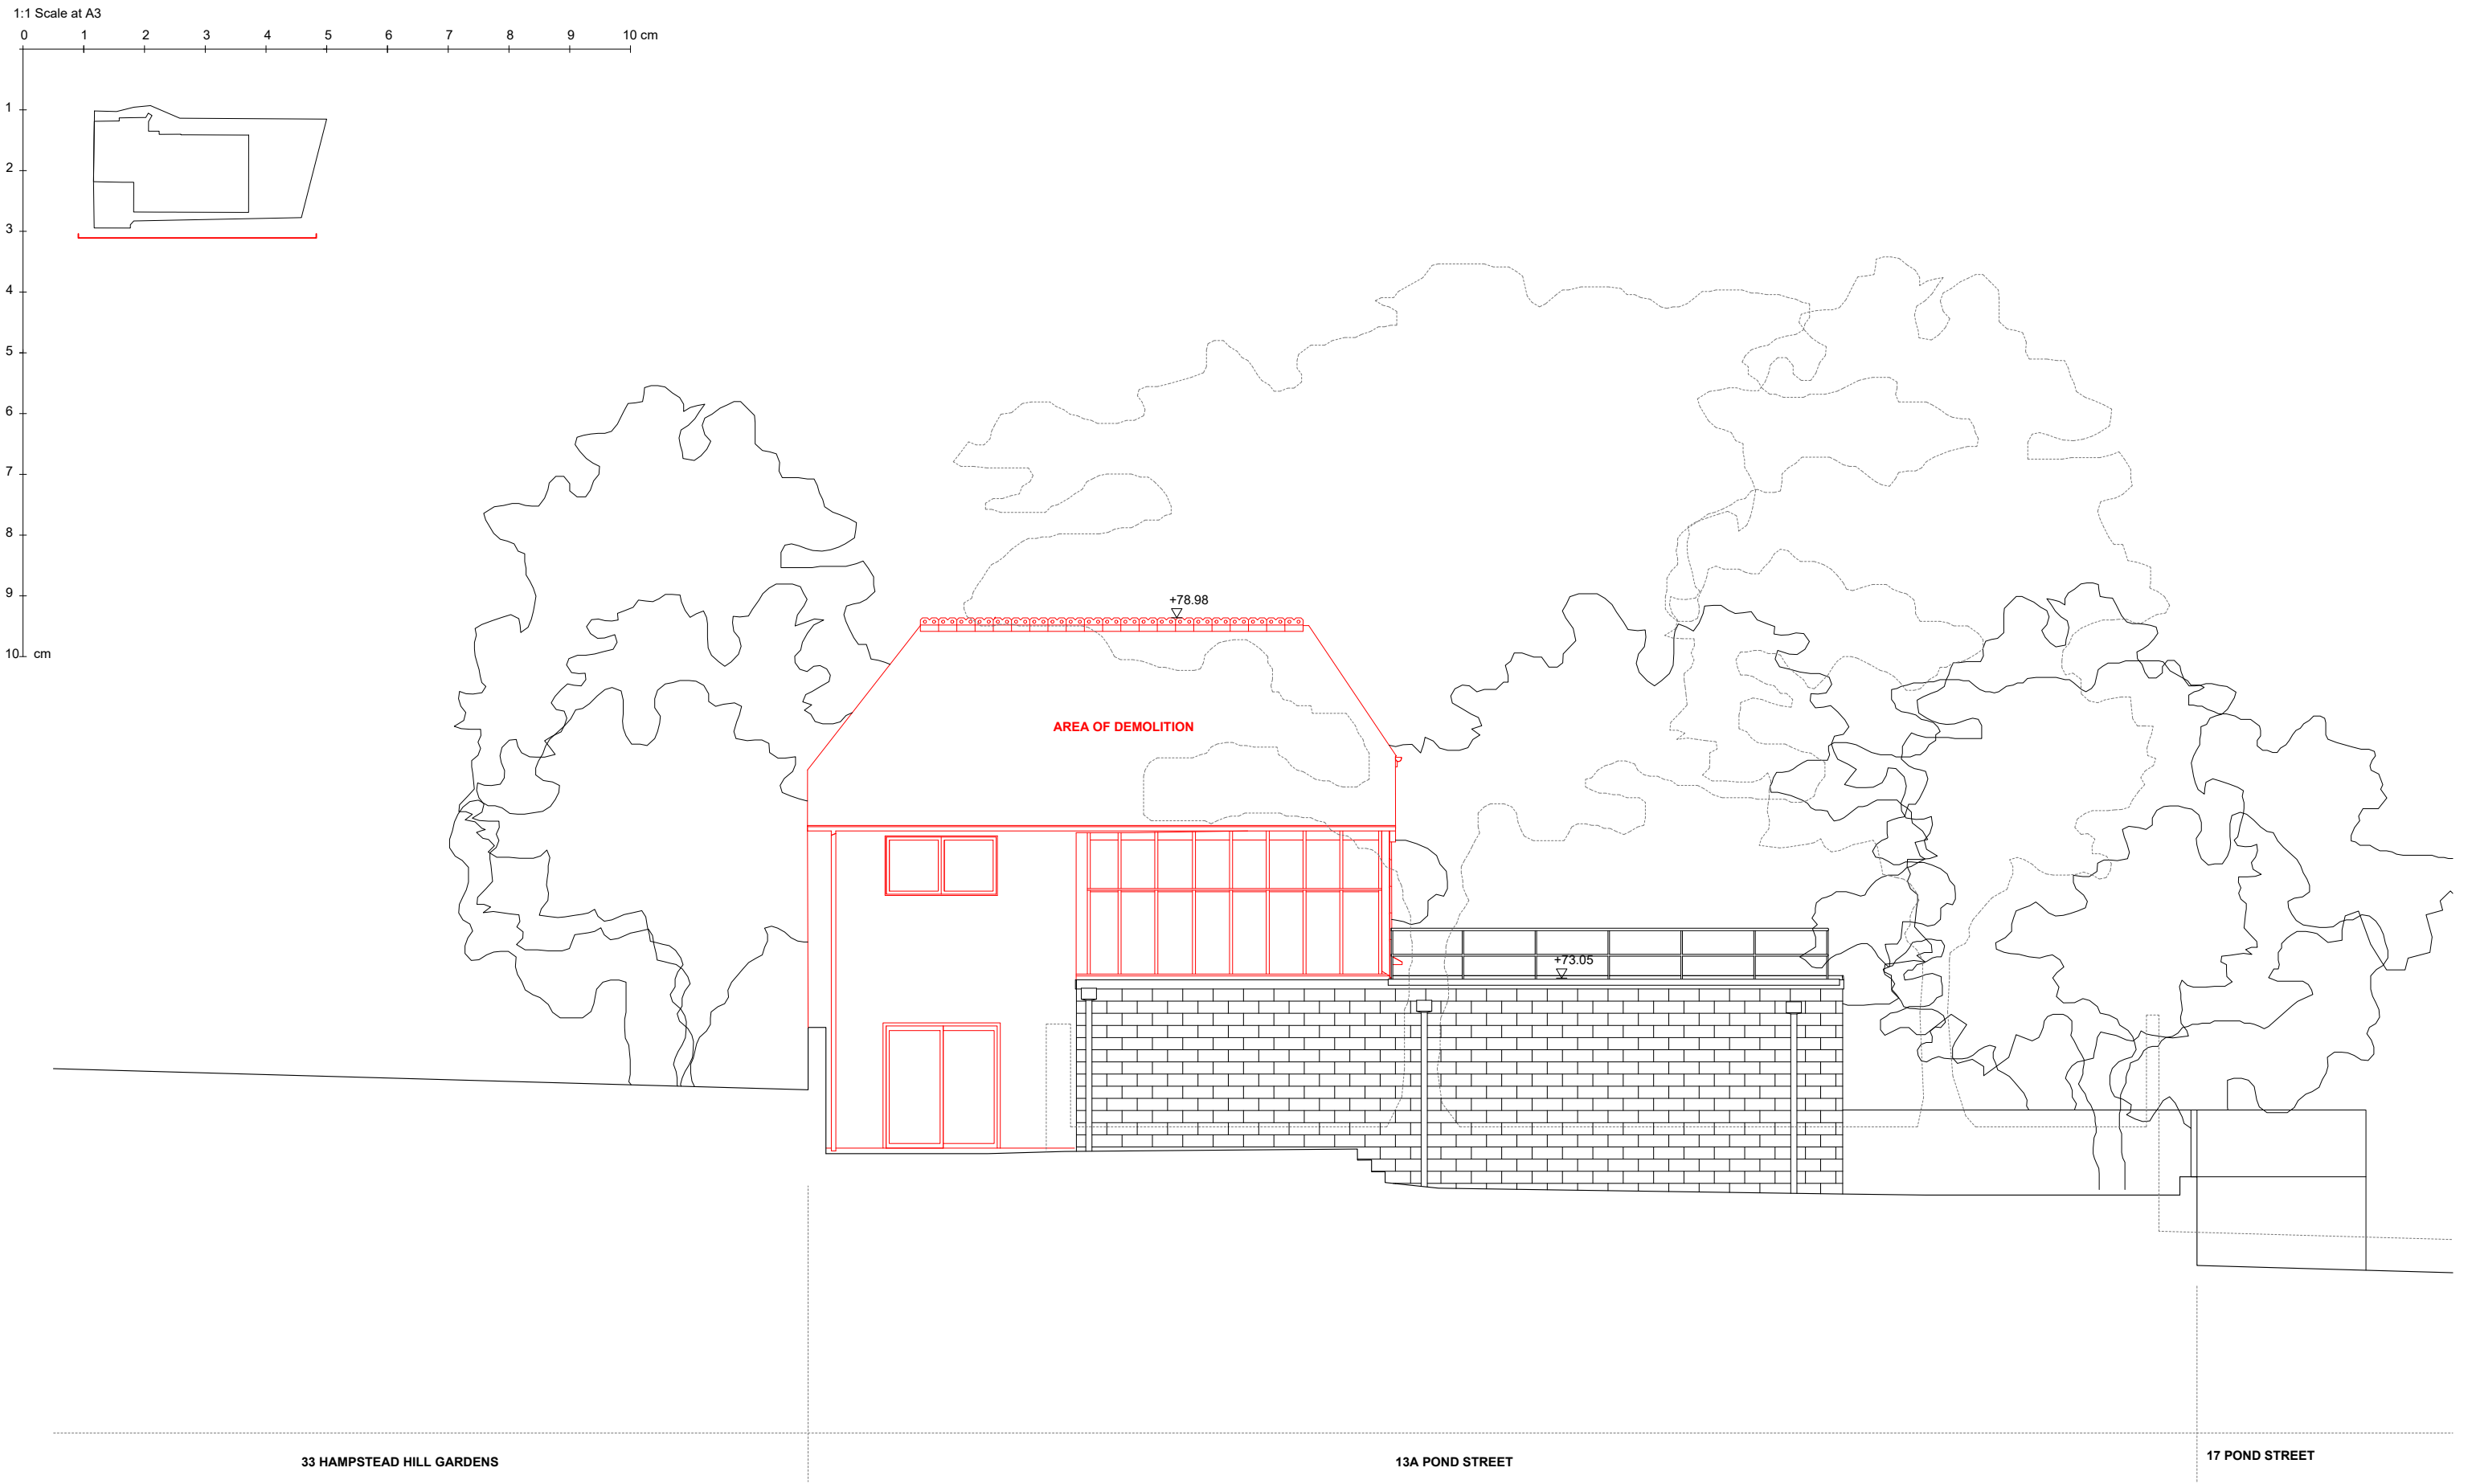 1:1 Scale at A3
0 1 2 3 4 5 6 7 8 9 10 cm
1
2
3
4
5
6
7
8
9
10 cm
+78.98
AREA OF DEMOLITION
+73.05
33 HAMPSTEAD HILL GARDENS
13A POND STREET
17 POND STREET